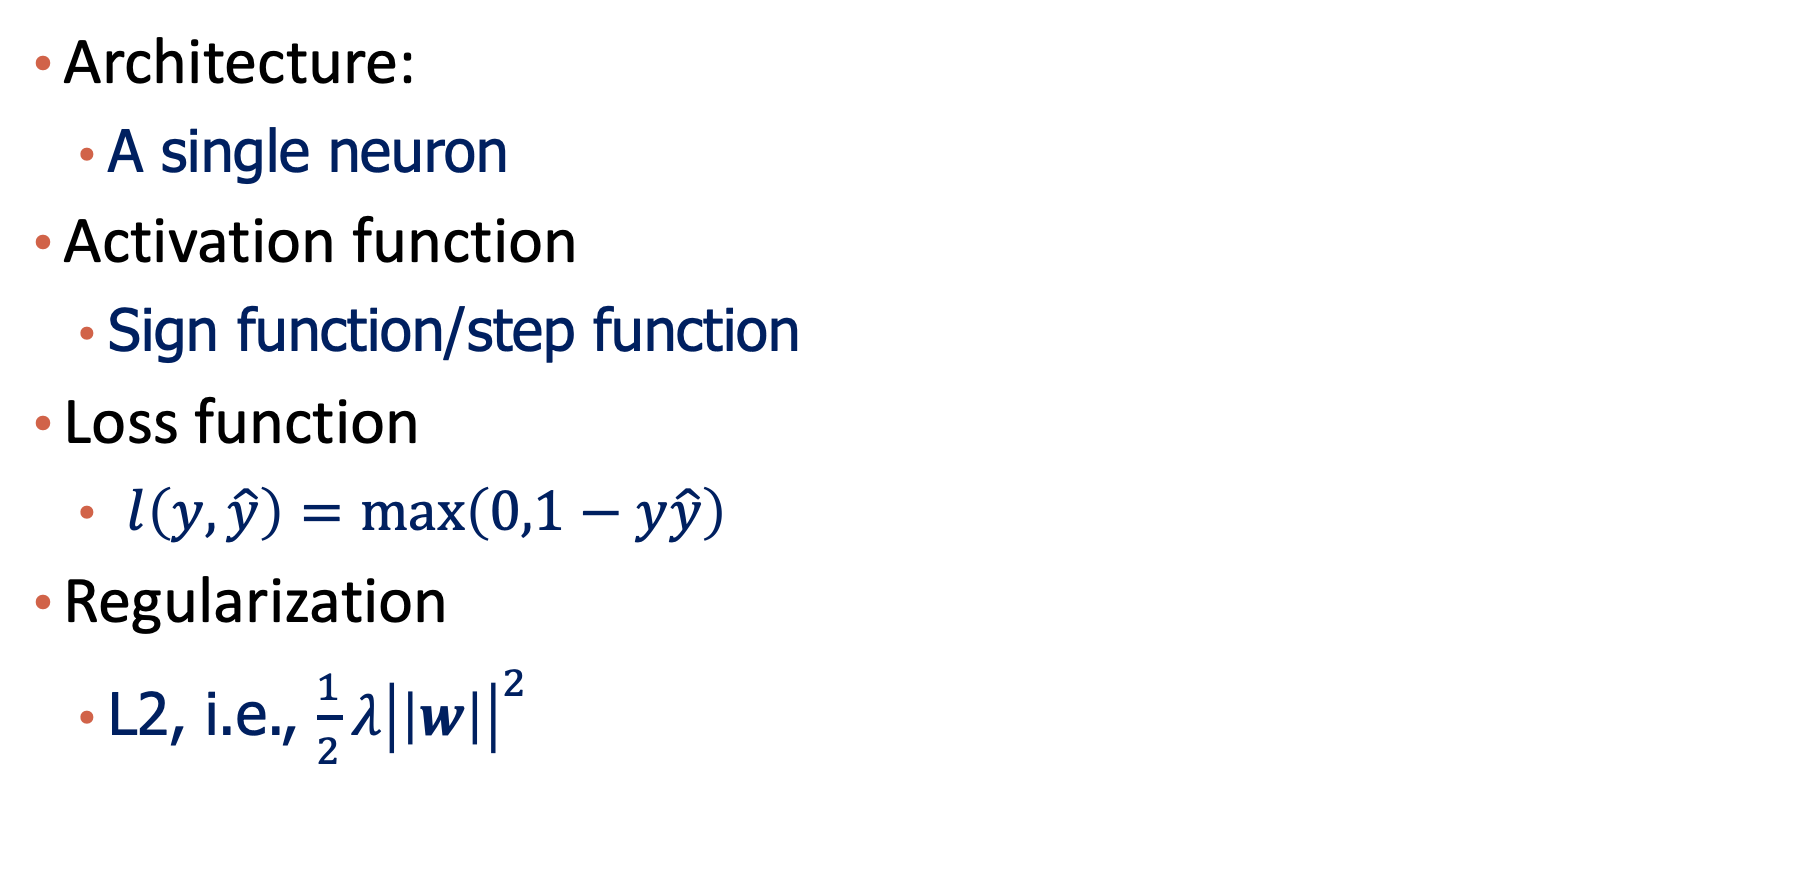 • Architecture:
• A single neuron
• Activation function
• Sign function/step function
• Loss function
• l(y, ŷ) = max(0,1 − yŷ)
• Regularization
• L2, i.e., 1/2 λ||w||²